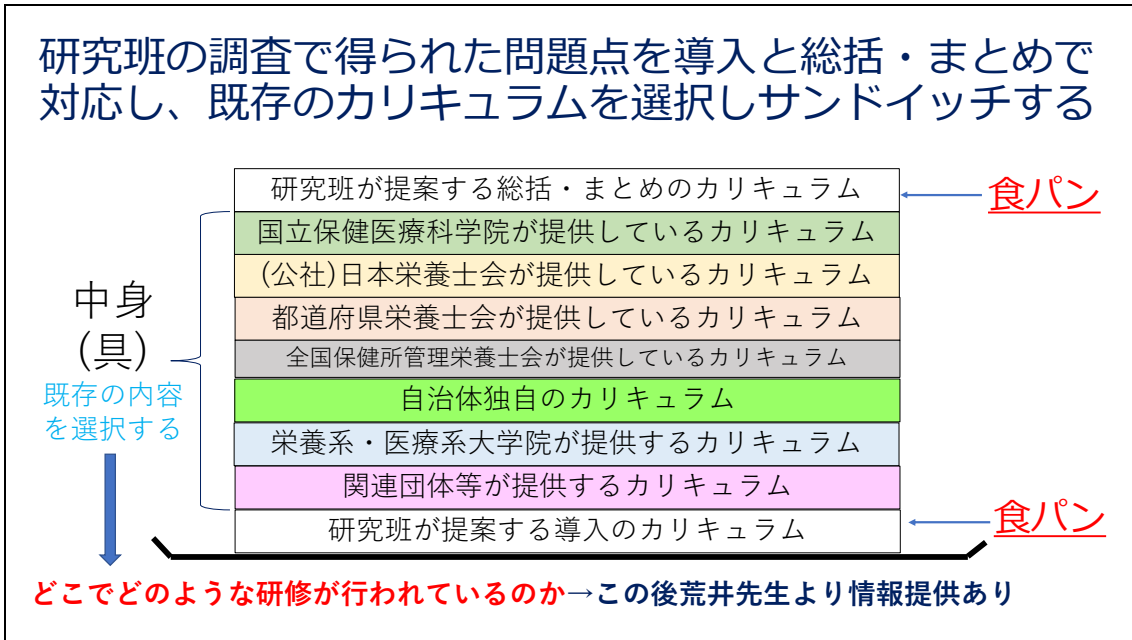 研究班の調査で得られた問題点を導入と総括・まとめで
対応し、既存のカリキュラムを選択しサンドイッチする
研究班が提案する総括・まとめのカリキュラム
食パン
国立保健医療科学院が提供しているカリキュラム
(公社)日本栄養士会が提供しているカリキュラム
都道府県栄養士会が提供しているカリキュラム
全国保健所管理栄養士会が提供しているカリキュラム
自治体独自のカリキュラム
栄養系・医療系大学院が提供するカリキュラム
関連団体等が提供するカリキュラム
研究班が提案する導入のカリキュラム
食パン
中身
(具)
既存の内容
を選択する
どこでどのような研修が行われているのか→この後荒井先生より情報提供あり